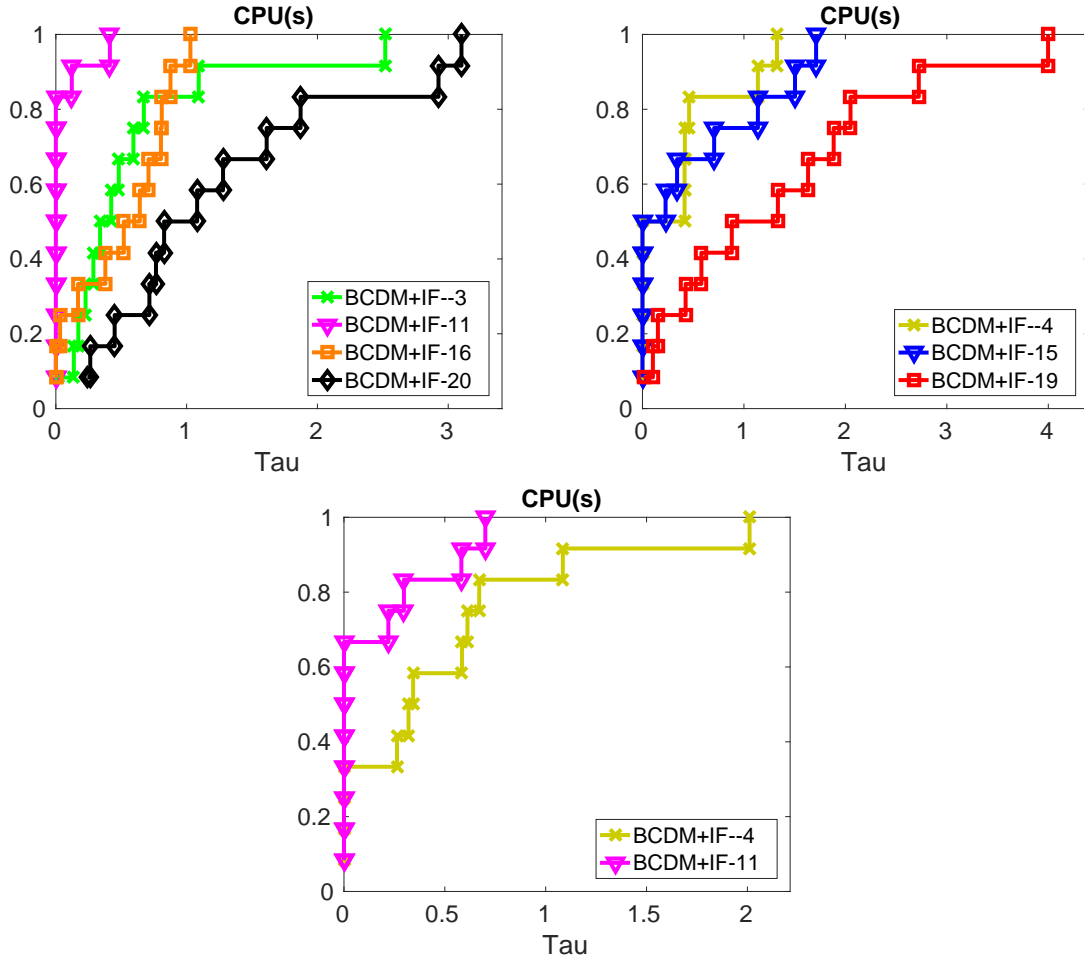 CPU(s)
1
0.8
0.6
0.4
0.2
0
0 1 2 3
Tau
BCDM+IF--3
BCDM+IF-11
BCDM+IF-16
BCDM+IF-20
CPU(s)
1
0.8
0.6
0.4
0.2
0
0 1 2 3 4
Tau
BCDM+IF--4
BCDM+IF-15
BCDM+IF-19
CPU(s)
1
0.8
0.6
0.4
0.2
0
0 0.5 1 1.5 2
Tau
BCDM+IF--4
BCDM+IF-11